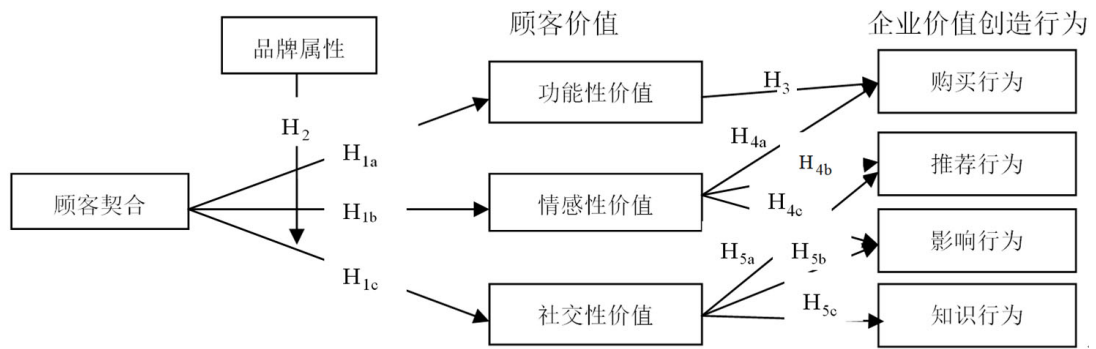 顾客价值
企业价值创造行为
品牌属性
功能性价值
购买行为
H3
H2
H4a
H1a
H4b
推荐行为
顾客契合
H1b
情感性价值
H4c
影响行为
H5a
H5b
H1c
社交性价值
H5c
知识行为